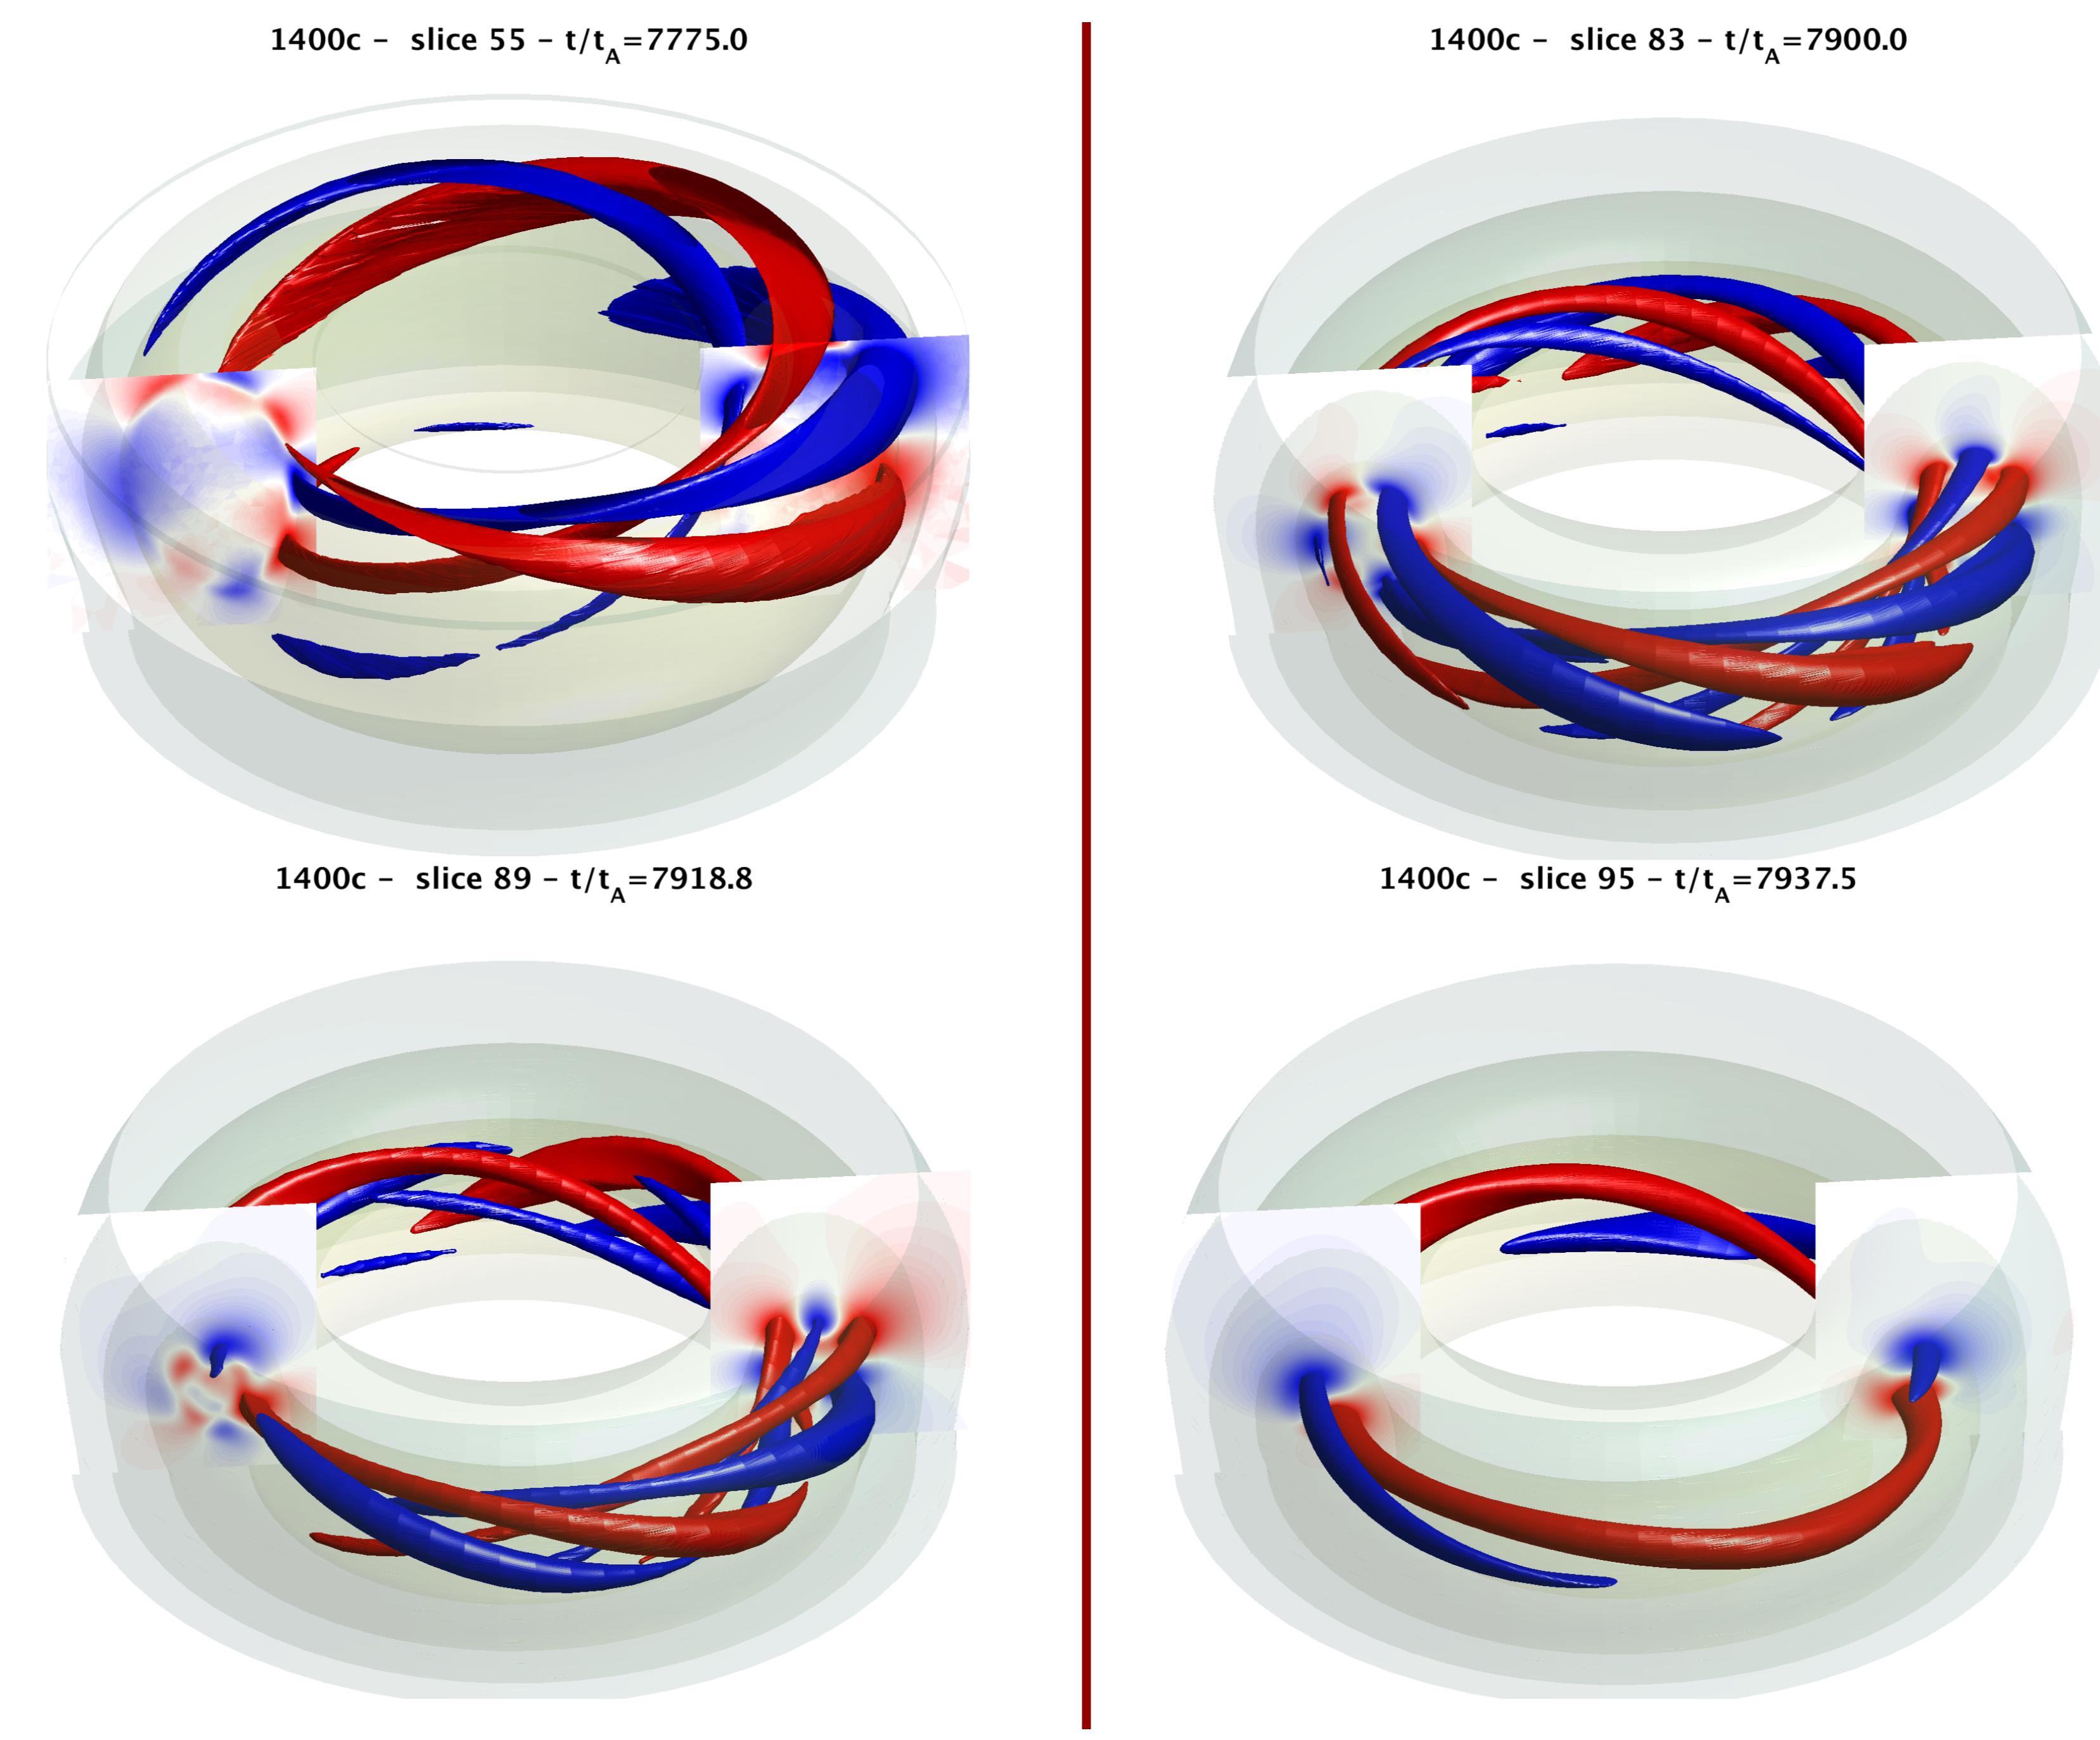 1400c – slice 55 – t/tA=7775.0
1400c – slice 83 – t/tA=7900.0
1400c – slice 89 – t/tA=7918.8
1400c – slice 95 – t/tA=7937.5